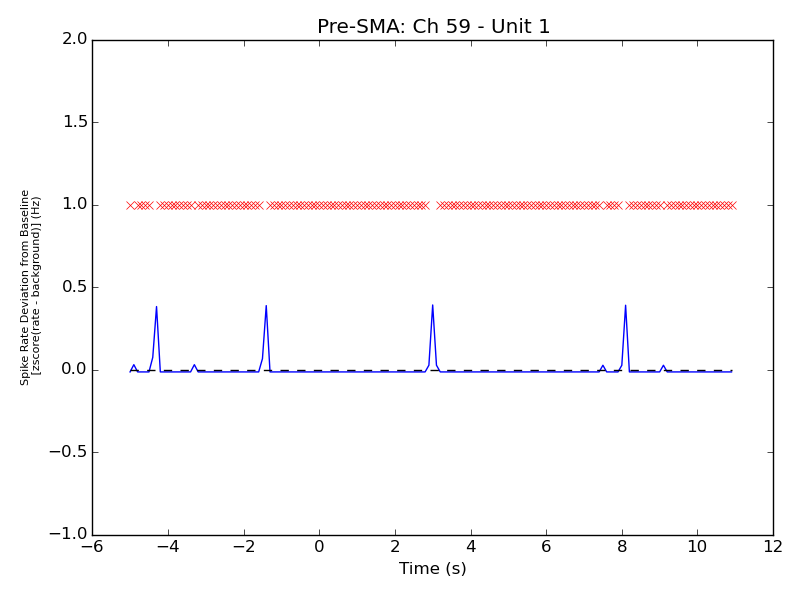 Pre-SMA: Ch 59 - Unit 1
2.0
1.5
1.0
0.5
0.0
−0.5
−1.0
Spike Rate Deviation from Baseline
[zscore(rate - background)] (Hz)
−6 −4 −2 0 2 4 6 8 10 12
Time (s)